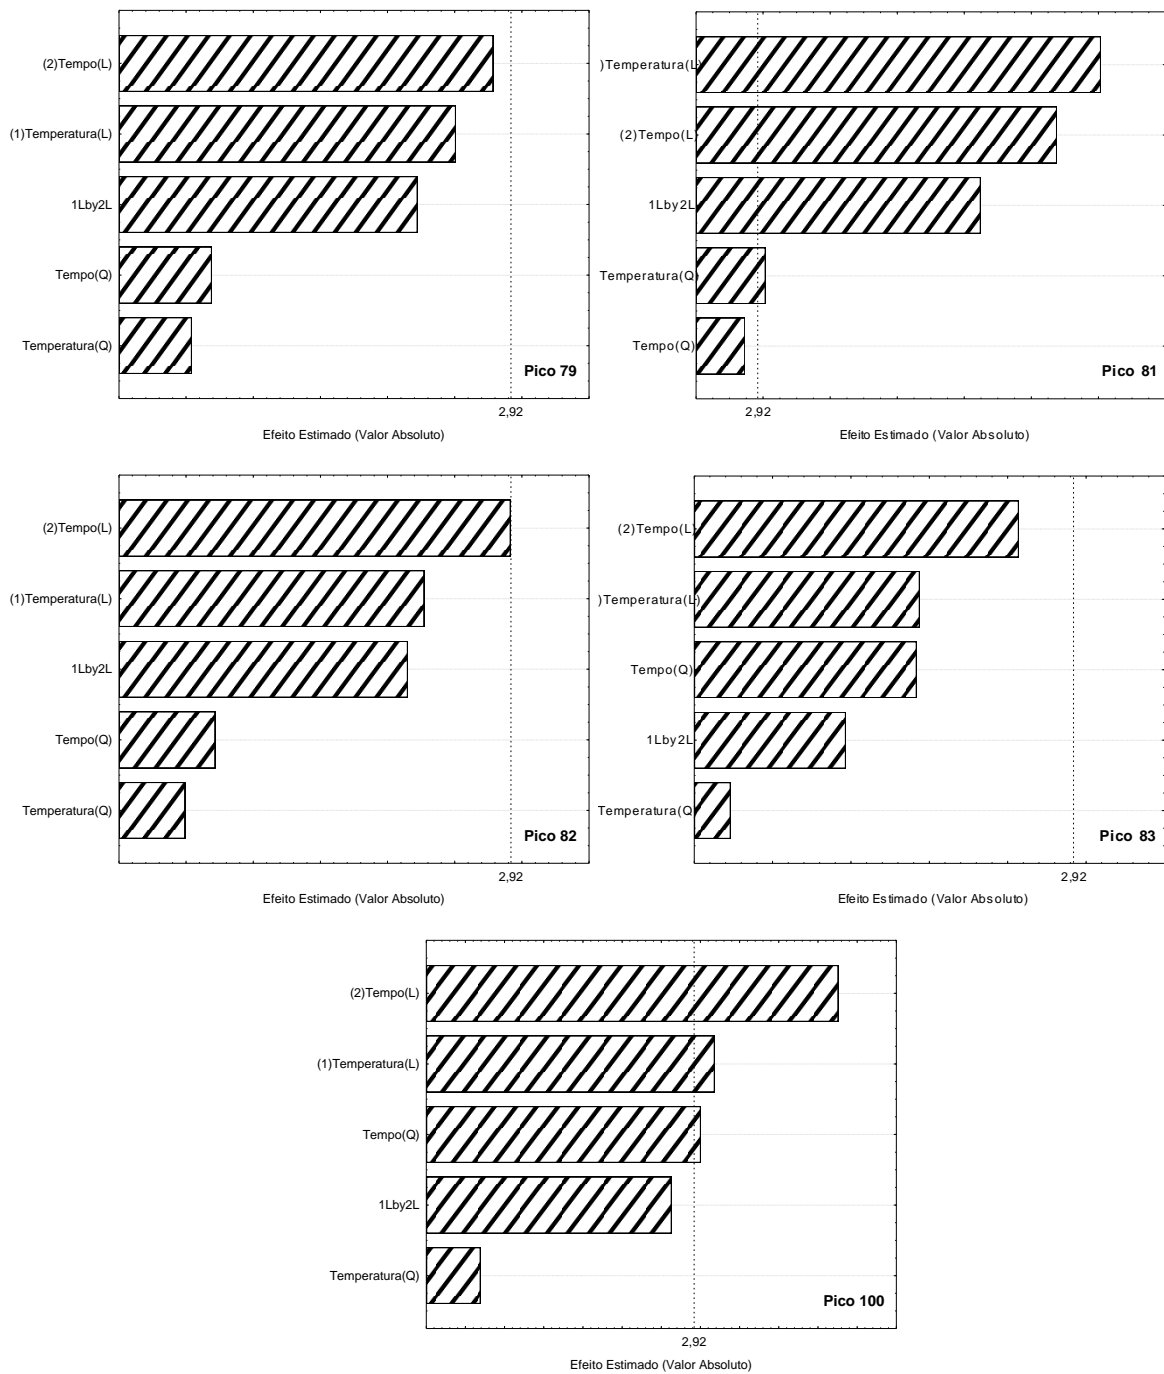 (2)Tempo(L)
(1)Temperatura(L)
1Lby2L
Tempo(Q)
Temperatura(Q)
Pico 79
2,92
Efeito Estimado (Valor Absoluto)
)Temperatura(L)
(2)Tempo(L)
1Lby2L
Temperatura(Q)
Tempo(Q)
Pico 81
2,92
Efeito Estimado (Valor Absoluto)
(2)Tempo(L)
(1)Temperatura(L)
1Lby2L
Tempo(Q)
Temperatura(Q)
Pico 82
2,92
Efeito Estimado (Valor Absoluto)
(2)Tempo(L)
)Temperatura(L)
Tempo(Q)
1Lby2L
Temperatura(Q)
Pico 83
2,92
Efeito Estimado (Valor Absoluto)
(2)Tempo(L)
(1)Temperatura(L)
Tempo(Q)
1Lby2L
Temperatura(Q)
Pico 100
2,92
Efeito Estimado (Valor Absoluto)